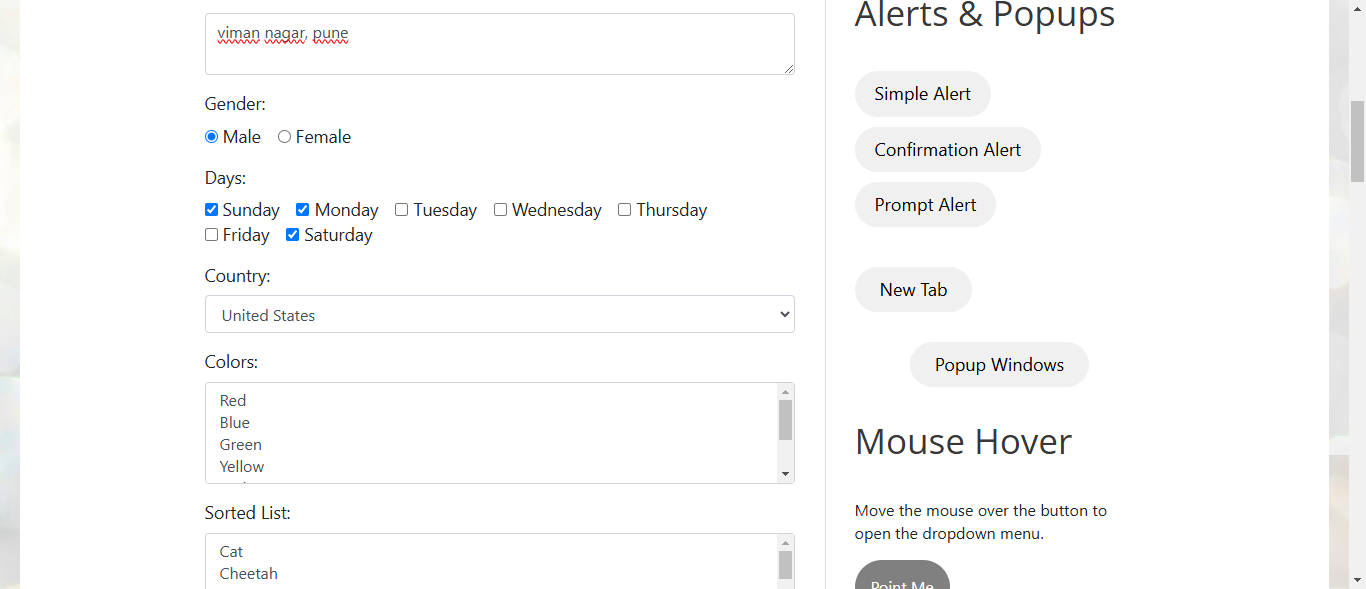 viman nagar, pune
Gender:
Male Female
Days:
Sunday Monday Tuesday Wednesday Thursday
Friday Saturday
Country:
United States
Colors:
Red
Blue
Green
Yellow
Sorted List:
Cat
Cheetah
Alerts & Popups
Simple Alert
Confirmation Alert
Prompt Alert
New Tab
Popup Windows
Mouse Hover
Move the mouse over the button to
open the dropdown menu.
Point Me